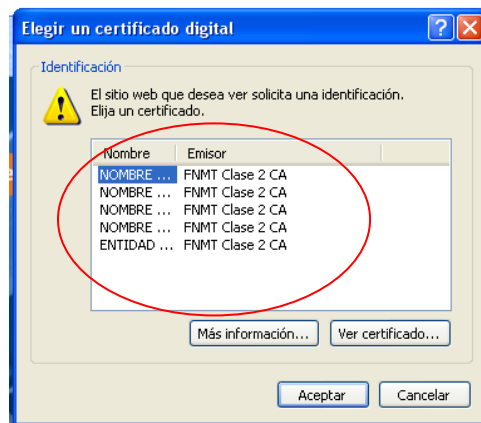 Elegir un certificado digital
Identificación
El sitio web que desea ver solicita una identificación.
Elija un certificado.
Nombre Emisor
NOMBRE ... FNMT Clase 2 CA
NOMBRE ... FNMT Clase 2 CA
NOMBRE ... FNMT Clase 2 CA
NOMBRE ... FNMT Clase 2 CA
ENTIDAD ... FNMT Clase 2 CA
Más información... Ver certificado...
Aceptar Cancelar